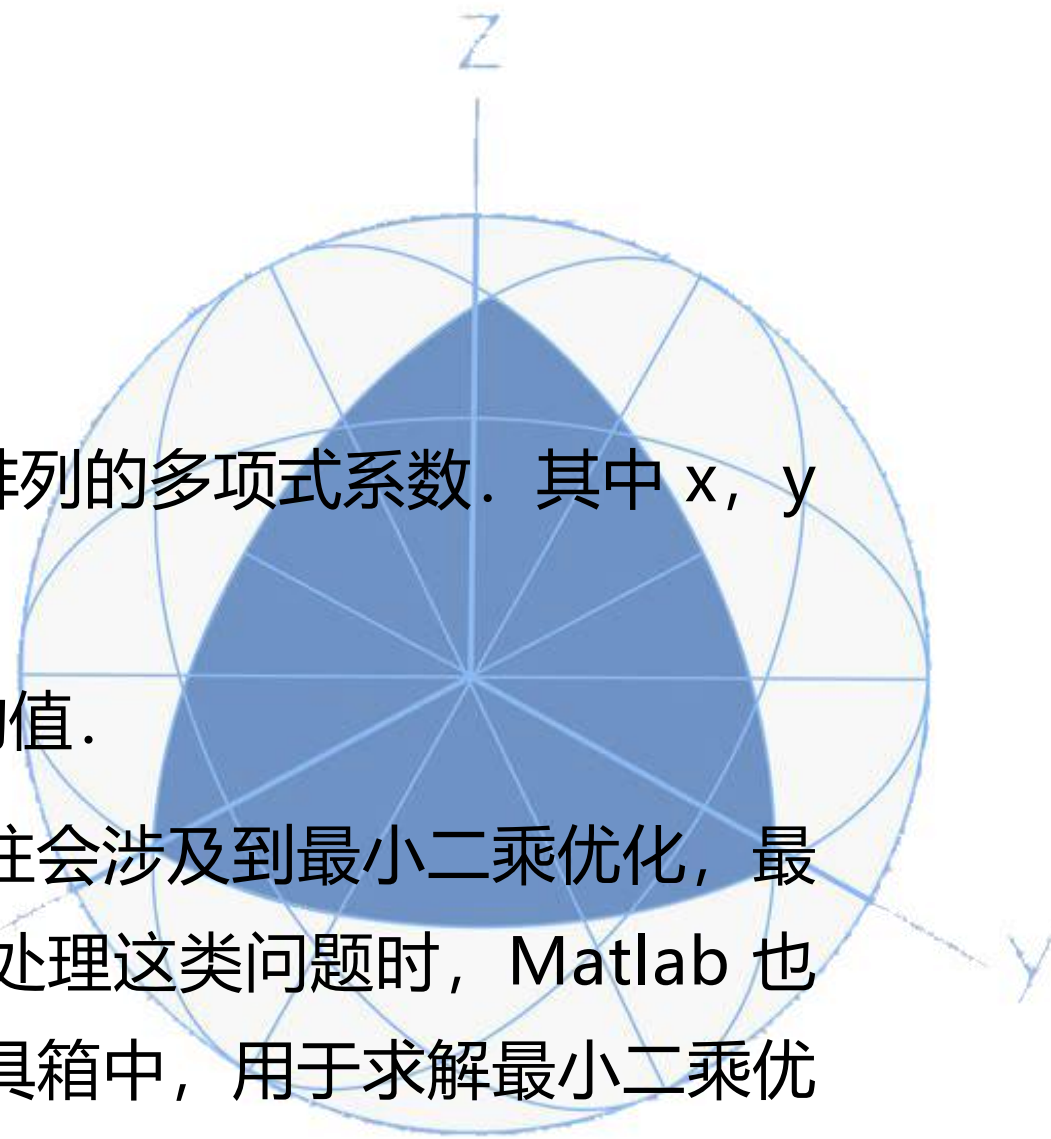 Z
列的多项式系数．其中 x，y
值．
会涉及到最小二乘优化，最
处理这类问题时，Matlab 也
具箱中，用于求解最小二乘优
Y